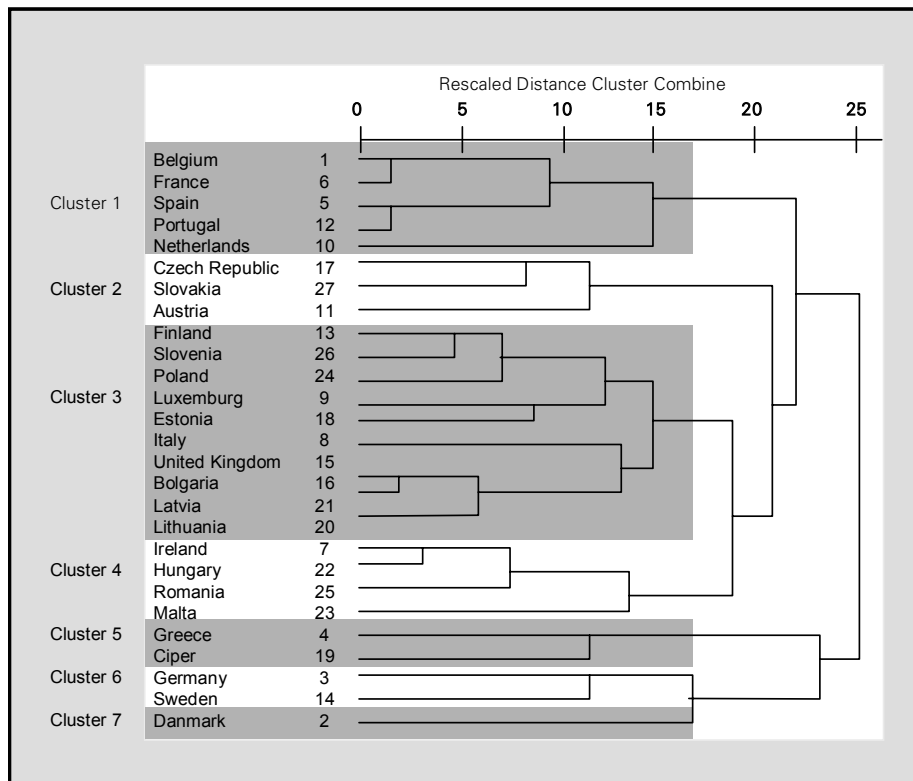 Rescaled Distance Cluster Combine
0 5 10 15 20 25
Belgium 1
France 6
Cluster 1 Spain 5
Portugal 12
Netherlands 10
Czech Republic 17
Cluster 2 Slovakia 27
Austria 11
Finland 13
Slovenia 26
Poland 24
Cluster 3 Luxemburg 9
Estonia 18
Italy 8
United Kingdom 15
Bolgaria 16
Latvia 21
Lithuania 20
Ireland 7
Cluster 4 Hungary 22
Romania 25
Malta 23
Cluster 5 Greece 4
Ciper 19
Cluster 6 Germany 3
Sweden 14
Cluster 7 Danmark 2